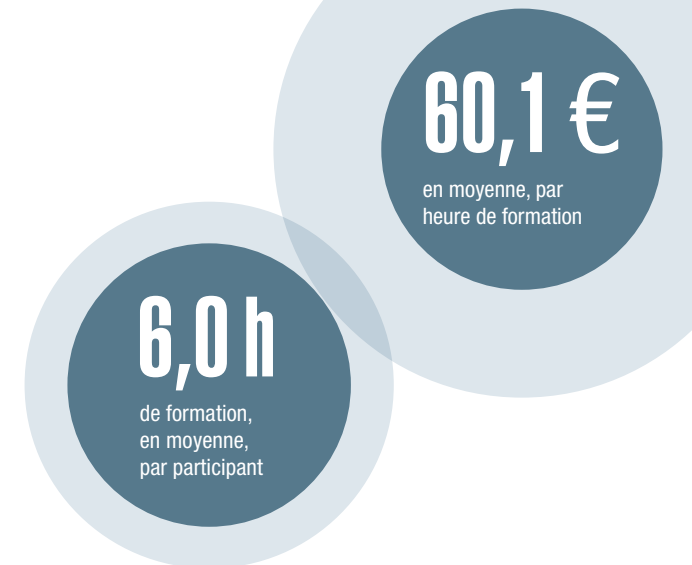 60,1 €
en moyenne, par
heure de formation
6,0 h
de formation,
en moyenne,
par participant